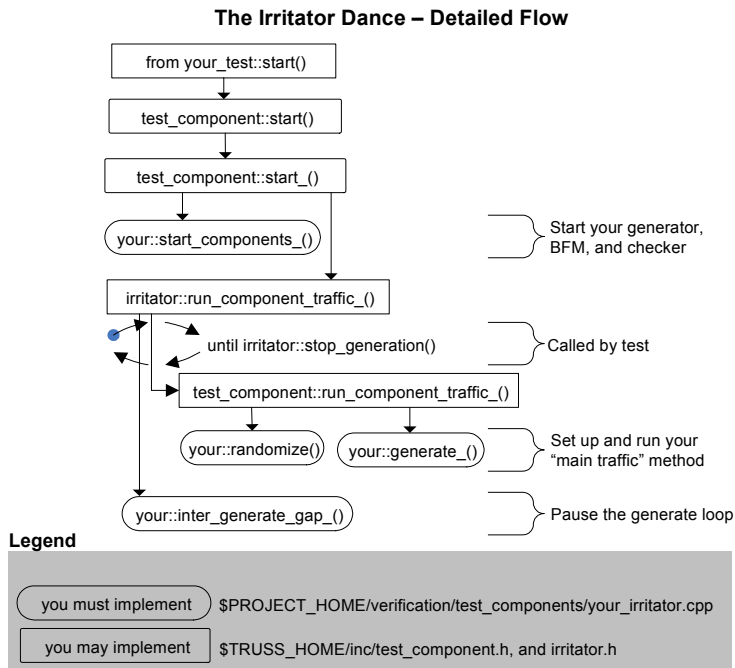 The Irritator Dance – Detailed Flow
from your_test::start()
test_component::start()
test_component::start_()
your::start_components_()
Start your generator,
BFM, and checker
irritator::run_component_traffic_()
until irritator::stop_generation()
Called by test
test_component::run_component_traffic_()
your::randomize()
your::generate_()
Set up and run your
“main traffic” method
your::inter_generate_gap_()
Pause the generate loop
Legend
you must implement
$PROJECT_HOME/verification/test_components/your_irritator.cpp
you may implement
$TRUSS_HOME/inc/test_component.h, and irritator.h